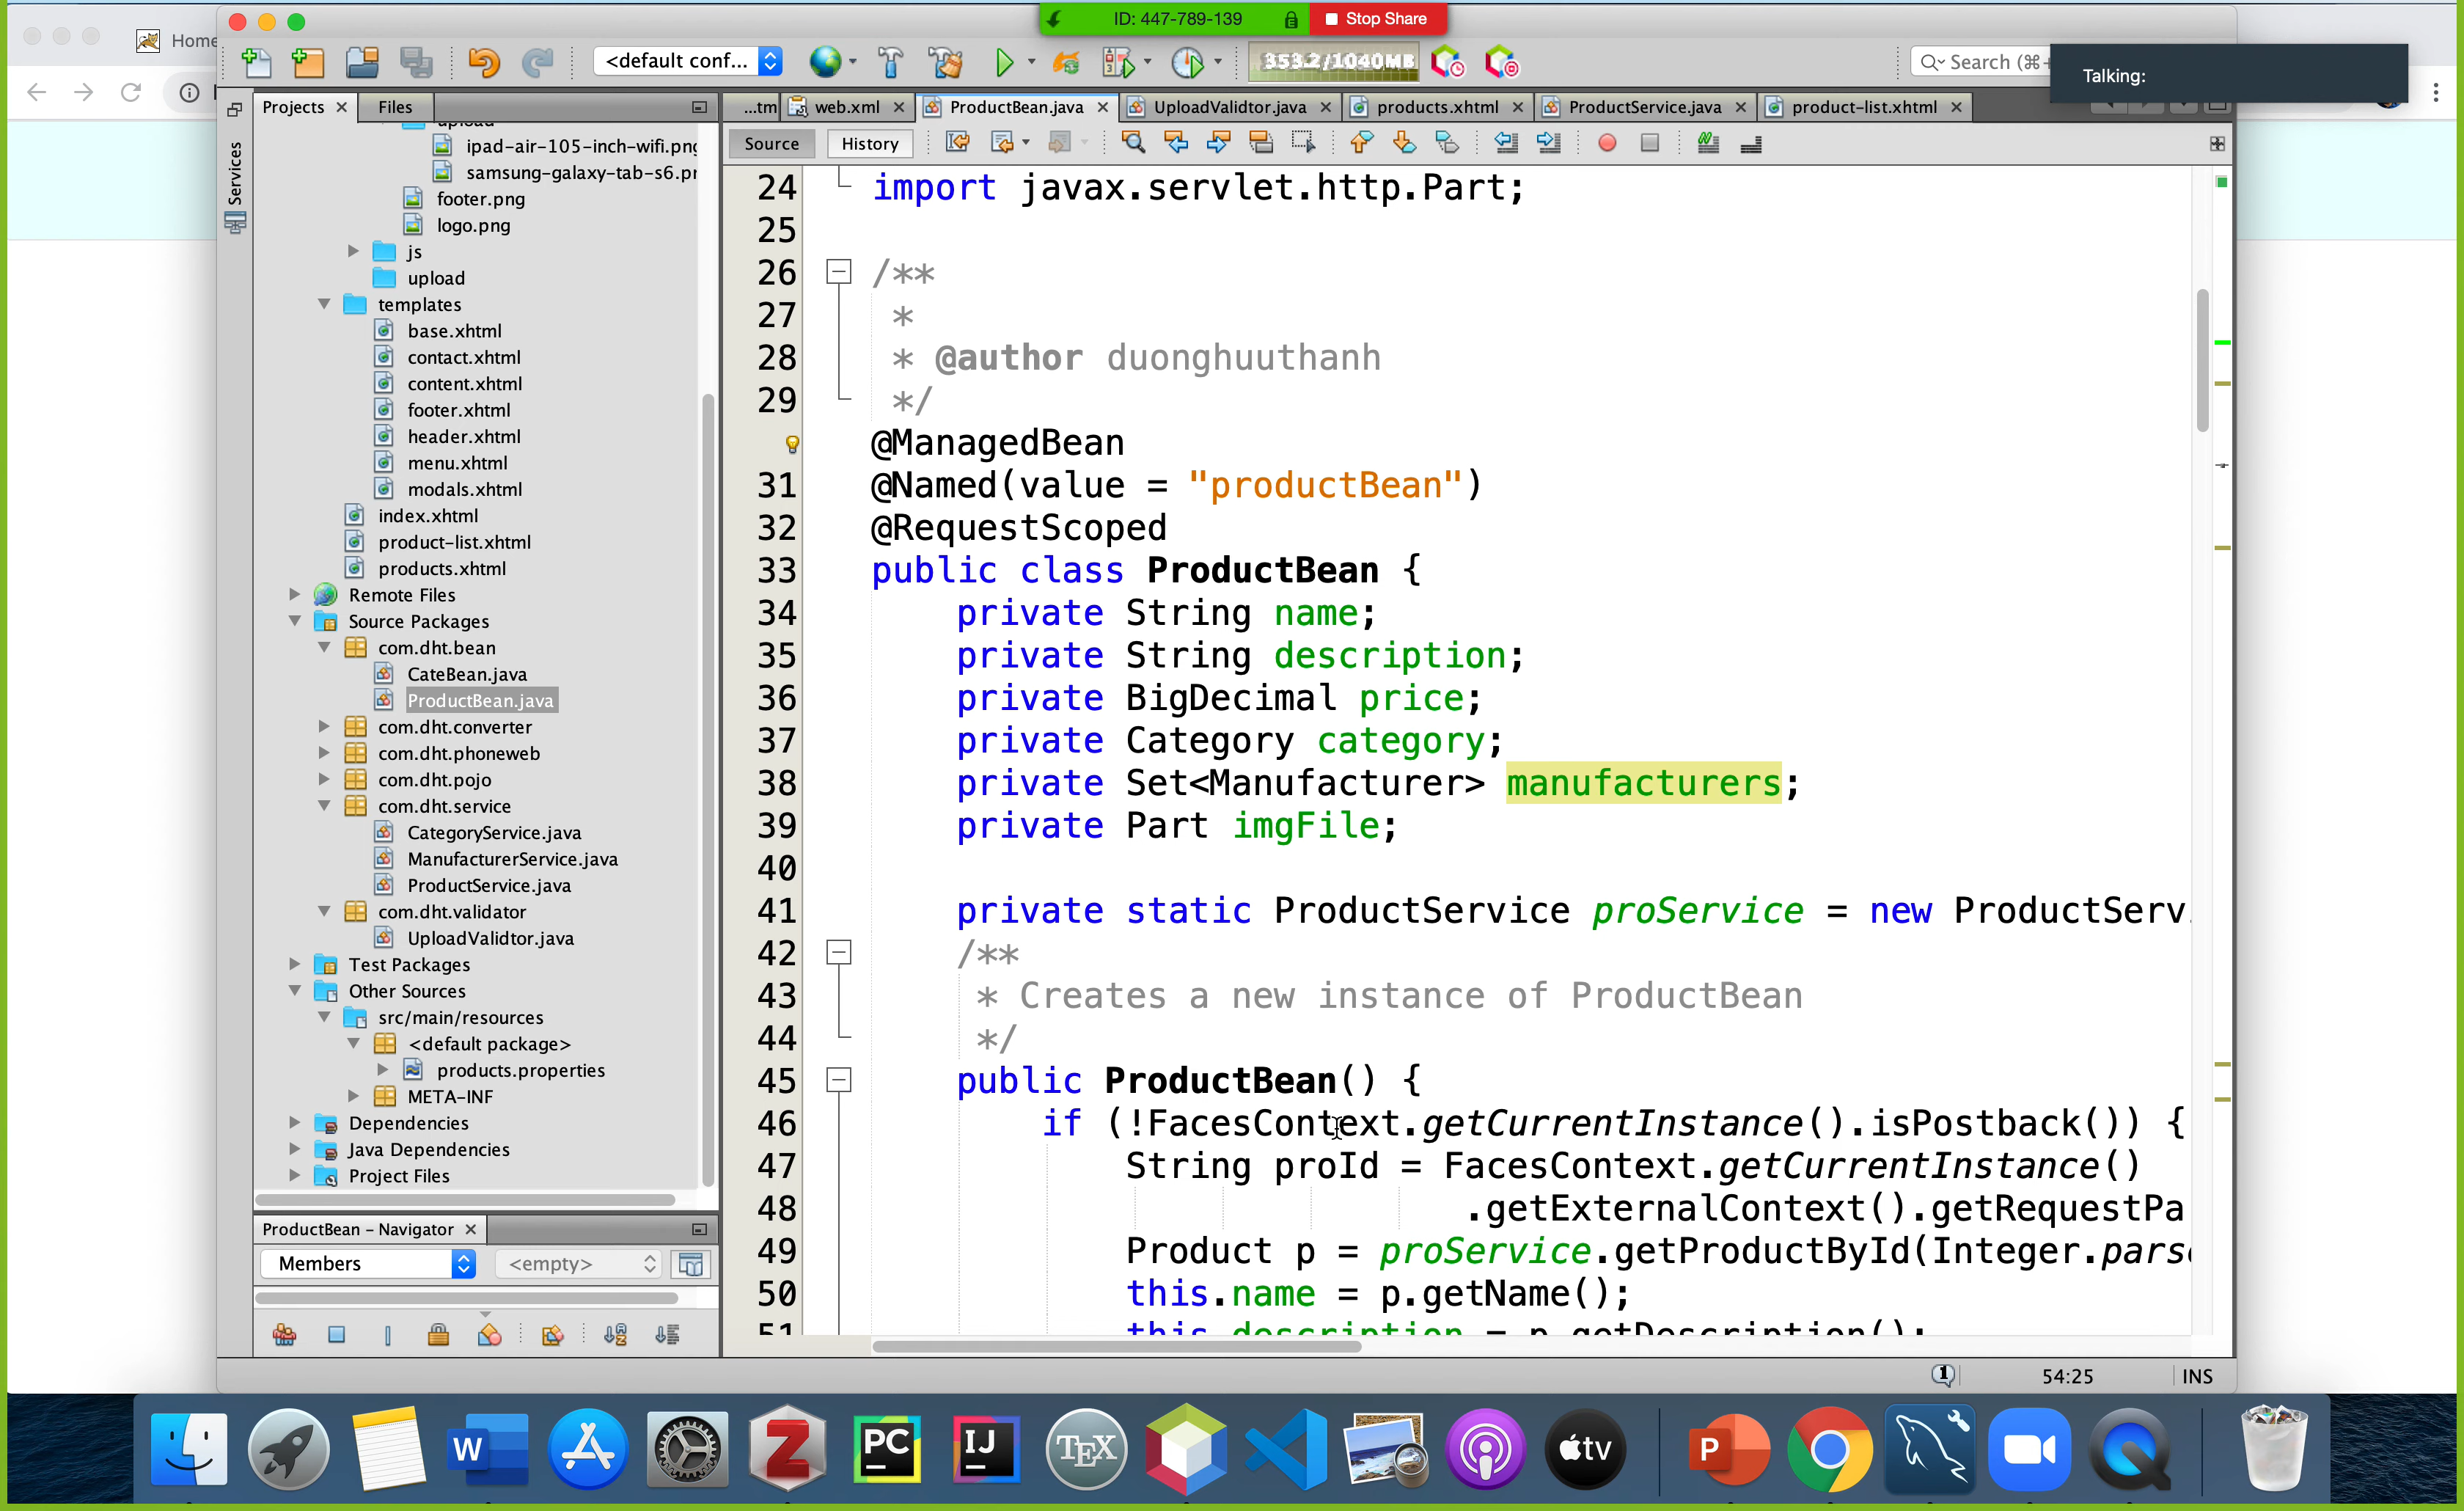 ID: 447-789-139
Stop Share
Home
<default conf...
353.2/1040MB
Search (⌘+
Talking:
Projects
Files
...tm
web.xml
ProductBean.java
UploadValidtor.java
products.xhtml
ProductService.java
product-list.xhtml
Source
History
Services
upload
ipad-air-105-inch-wifi.png
samsung-galaxy-tab-s6.pr
footer.png
logo.png
js
upload
templates
base.xhtml
contact.xhtml
content.xhtml
footer.xhtml
header.xhtml
menu.xhtml
modals.xhtml
index.xhtml
product-list.xhtml
products.xhtml
Remote Files
Source Packages
com.dht.bean
CateBean.java
ProductBean.java
com.dht.converter
com.dht.phoneweb
com.dht.pojo
com.dht.service
CategoryService.java
ManufacturerService.java
ProductService.java
com.dht.validator
UploadValidtor.java
Test Packages
Other Sources
src/main/resources
<default package>
products.properties
META-INF
Dependencies
Java Dependencies
Project Files
ProductBean - Navigator
Members
<empty>
24 import javax.servlet.http.Part;
25
26 /**
27 *
28 * @author duonghuuthanh
29 */
@ManagedBean
31 @Named(value = "productBean")
32 @RequestScoped
33 public class ProductBean {
34 private String name;
35 private String description;
36 private BigDecimal price;
37 private Category category;
38 private Set<Manufacturer> manufacturers;
39 private Part imgFile;
40
41 private static ProductService proService = new ProductServ
42 /**
43 * Creates a new instance of ProductBean
44 */
45 public ProductBean() {
46 if (!FacesContext.getCurrentInstance().isPostback()) {
47 String proId = FacesContext.getCurrentInstance()
48 .getExternalContext().getRequestPa
49 Product p = proService.getProductById(Integer.parse
50 this.name = p.getName();
51 this.description = p.getDescription();
54:25
INS
W
PC
IJ
TEX
tv
P